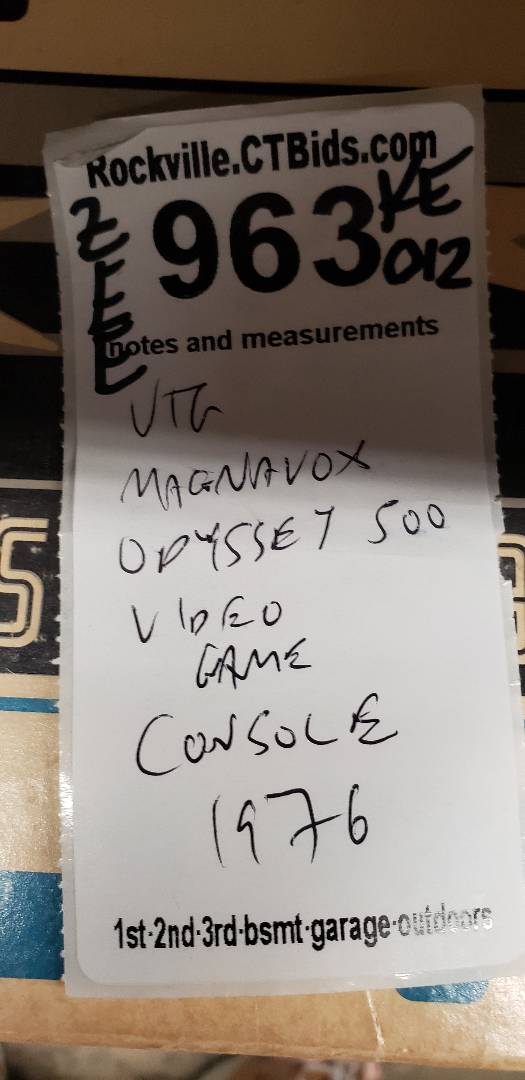 Rockville.CTBids.com
963
KE
012
notes and measurements
VTG
MAGNAVOX
ODYSSEY 500
VIDEO
GAME
CONSOLE
1976
1st·2nd·3rd·bsmt·garage·outdoors
S